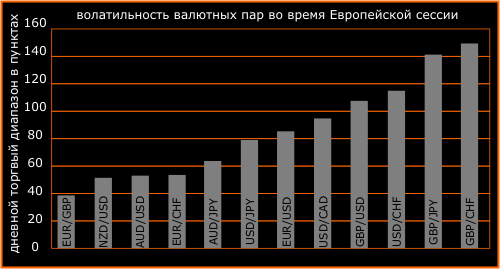 волатильность валютных пар во время Европейской сессии
дневной торговый диапазон в пунктах
160
140
120
100
80
60
40
20
0
EUR/GBP
NZD/USD
AUD/USD
EUR/CHF
AUD/JPY
USD/JPY
EUR/USD
USD/CAD
GBP/USD
USD/CHF
GBP/JPY
GBP/CHF